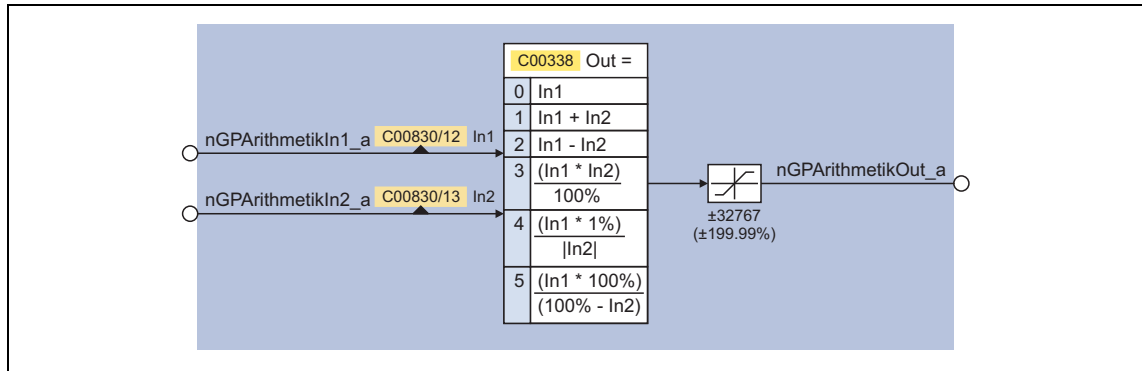 C00338 Out =
0 In1
1 In1 + In2
2 In1 - In2
3 (In1 * In2)
100%
4 (In1 * 1%)
|In2|
5 (In1 * 100%)
(100% - In2)
nGPArithmetikIn1_a C00830/12 In1
nGPArithmetikIn2_a C00830/13 In2
nGPArithmetikOut_a
±32767
(±199.99%)